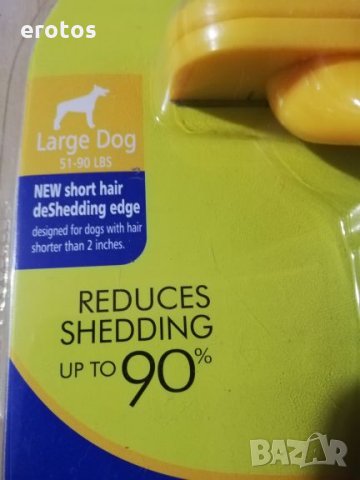 erotos
Large Dog
51-90 LBS
NEW short hair
deShedding edge
designed for dogs with hair
shorter than 2 inches.
REDUCES
SHEDDING
UP TO 90%
BAZAR